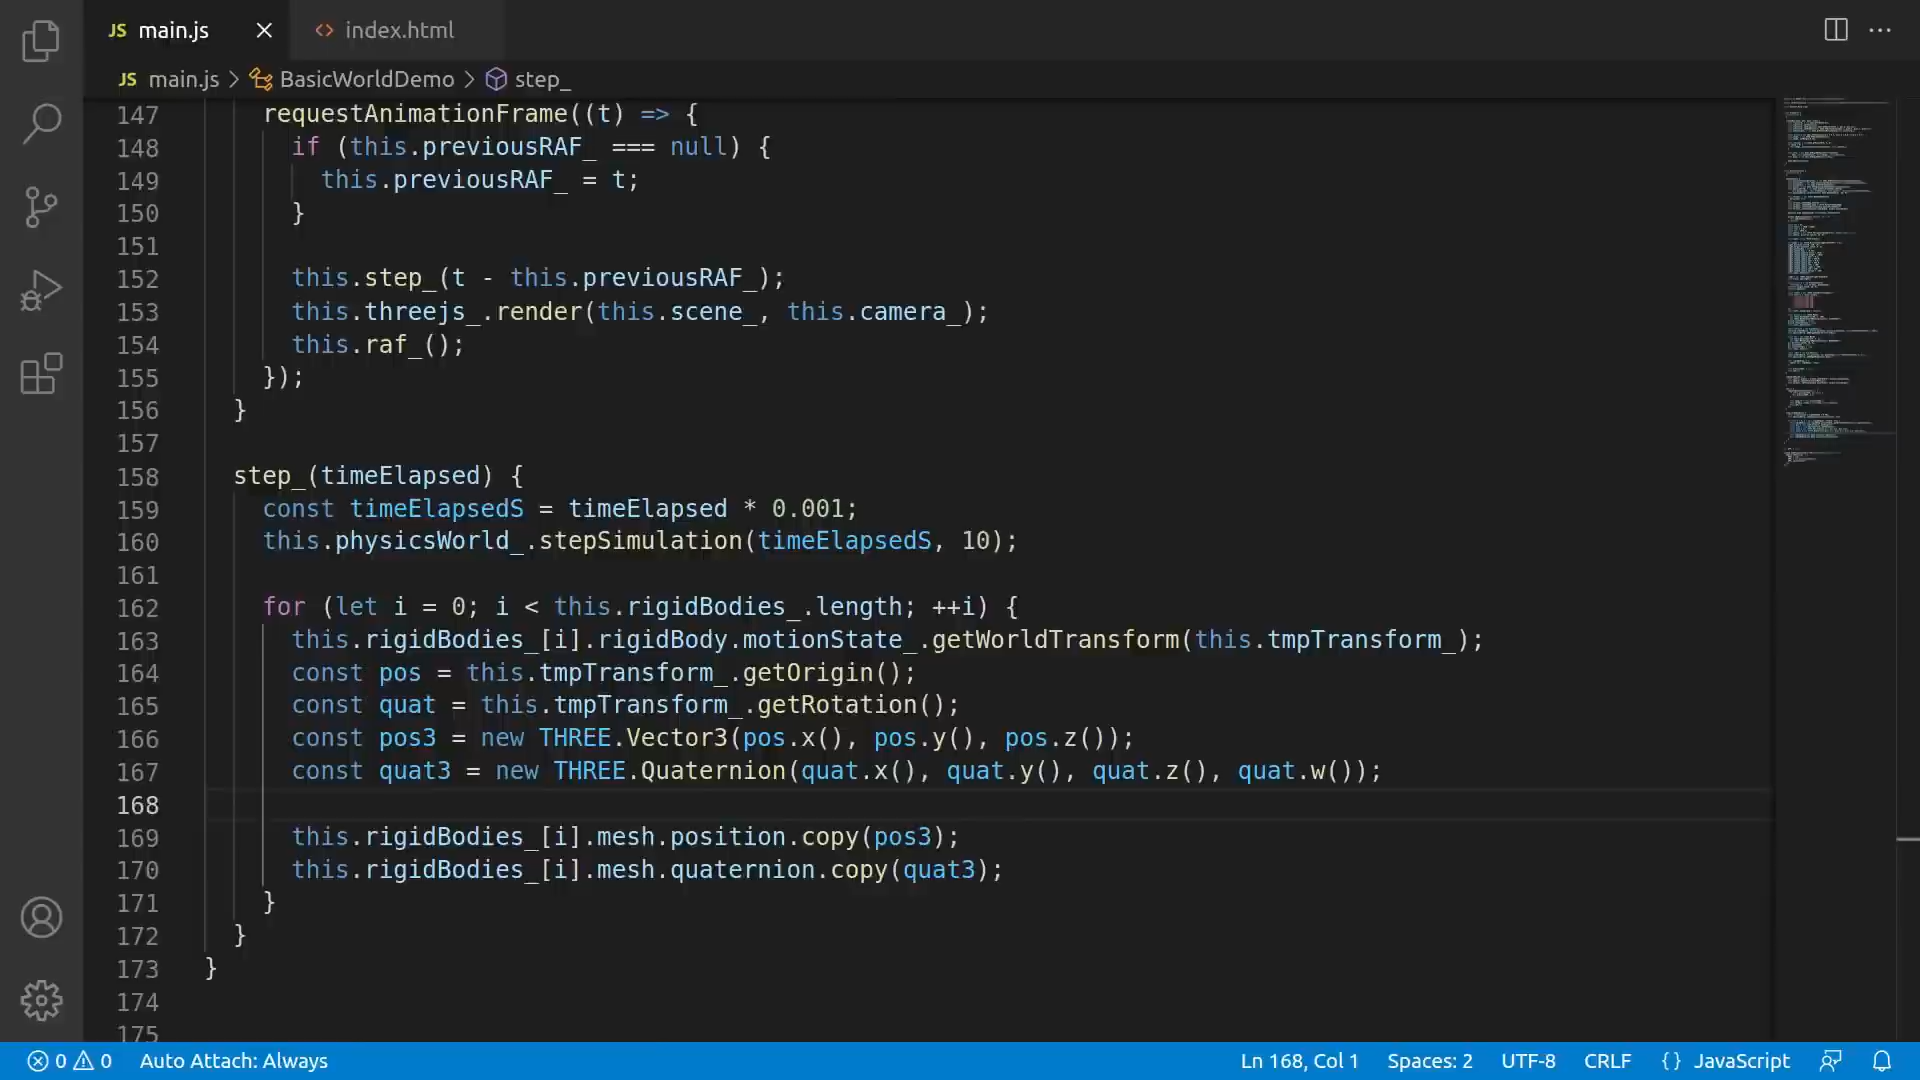 JS main.js × <> index.html ···
JS main.js > BasicWorldDemo > step_
147 requestAnimationFrame((t) => {
148 if (this.previousRAF_ === null) {
149 this.previousRAF_ = t;
150 }
151
152 this.step_(t - this.previousRAF_);
153 this.threejs_.render(this.scene_, this.camera_);
154 this.raf_();
155 });
156 }
157
158 step_(timeElapsed) {
159 const timeElapsedS = timeElapsed * 0.001;
160 this.physicsWorld_.stepSimulation(timeElapsedS, 10);
161
162 for (let i = 0; i < this.rigidBodies_.length; ++i) {
163 this.rigidBodies_[i].rigidBody.motionState_.getWorldTransform(this.tmpTransform_);
164 const pos = this.tmpTransform_.getOrigin();
165 const quat = this.tmpTransform_.getRotation();
166 const pos3 = new THREE.Vector3(pos.x(), pos.y(), pos.z());
167 const quat3 = new THREE.Quaternion(quat.x(), quat.y(), quat.z(), quat.w());
168
169 this.rigidBodies_[i].mesh.position.copy(pos3);
170 this.rigidBodies_[i].mesh.quaternion.copy(quat3);
171 }
172 }
173 }
174
175
0 0 Auto Attach: Always Ln 168, Col 1 Spaces: 2 UTF-8 CRLF {} JavaScript